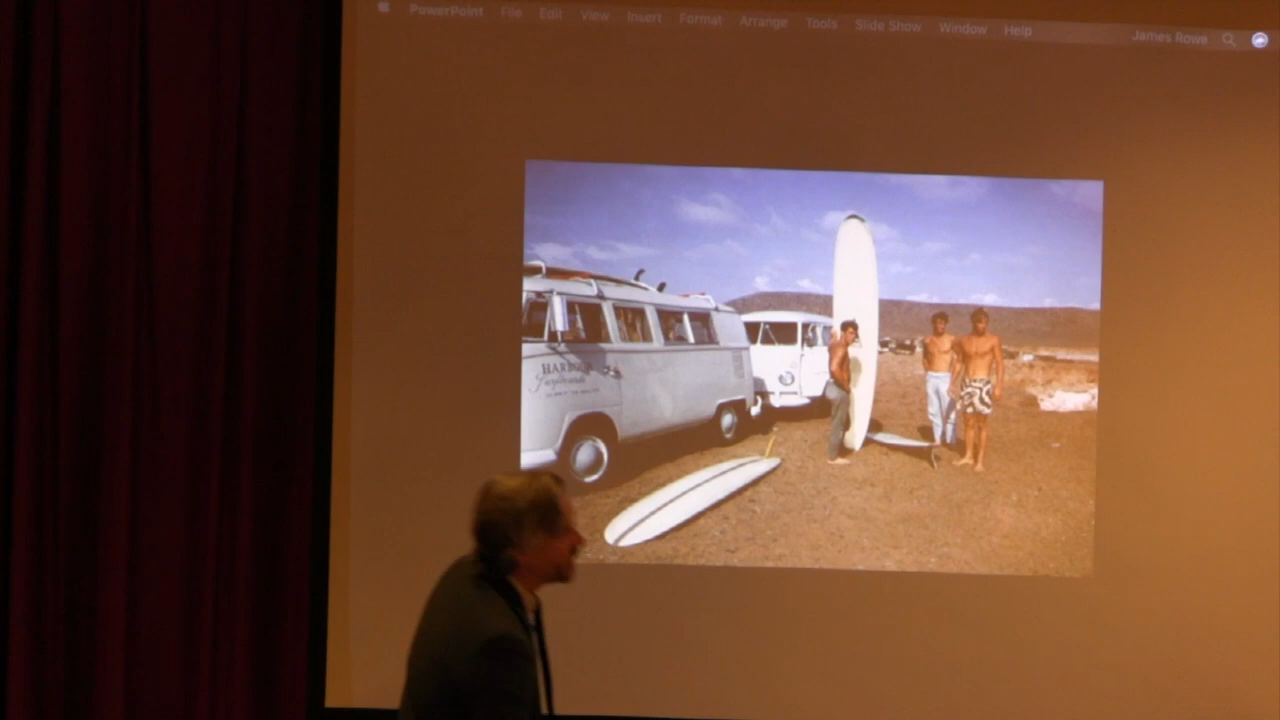 PowerPoint File Edit View Insert Format Arrange Tools Slide Show Window Help James Rowe
HARBOUR
Surfboards